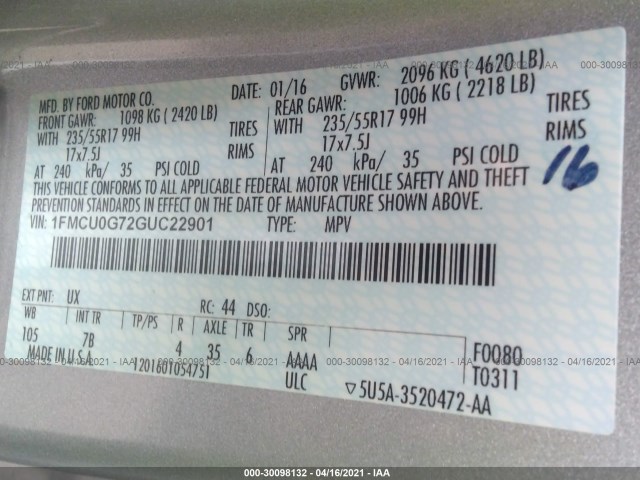 (stock# 000-30098132 - 04/16/2021 - IAA
MFD. BY FORD MOTOR CO. DATE: 01/16 GVWR: 2096 KG ( 4620 LB)
FRONT GAWR: 1098 KG ( 2420 LB) REAR GAWR: 1006 KG ( 2218 LB)
WITH 235/55R17 99H TIRES WITH 235/55R17 99H TIRES
17x7.5J RIMS 17x7.5J RIMS
AT 240 kPa/ 35 PSI COLD AT 240 kPa/ 35 PSI COLD
16
THIS VEHICLE CONFORMS TO ALL APPLICABLE FEDERAL MOTOR VEHICLE SAFETY AND THEFT
PREVENTION STANDARDS IN EFFECT ON THE DATE OF MANUFACTURE SHOWN ABOVE.
VIN: 1FMCU0G72GUC22901 TYPE: MPV
EXT PNT: UX RC: 44 DSO:
WB INT TR TP/PS R AXLE TR SPR
105 7B 4 35 6 AAAA F0080
MADE IN U.S.A. 1201601054751 ULC T0311
▽5U5A-3520472-AA
000-30098132 - 04/16/2021 - IAA